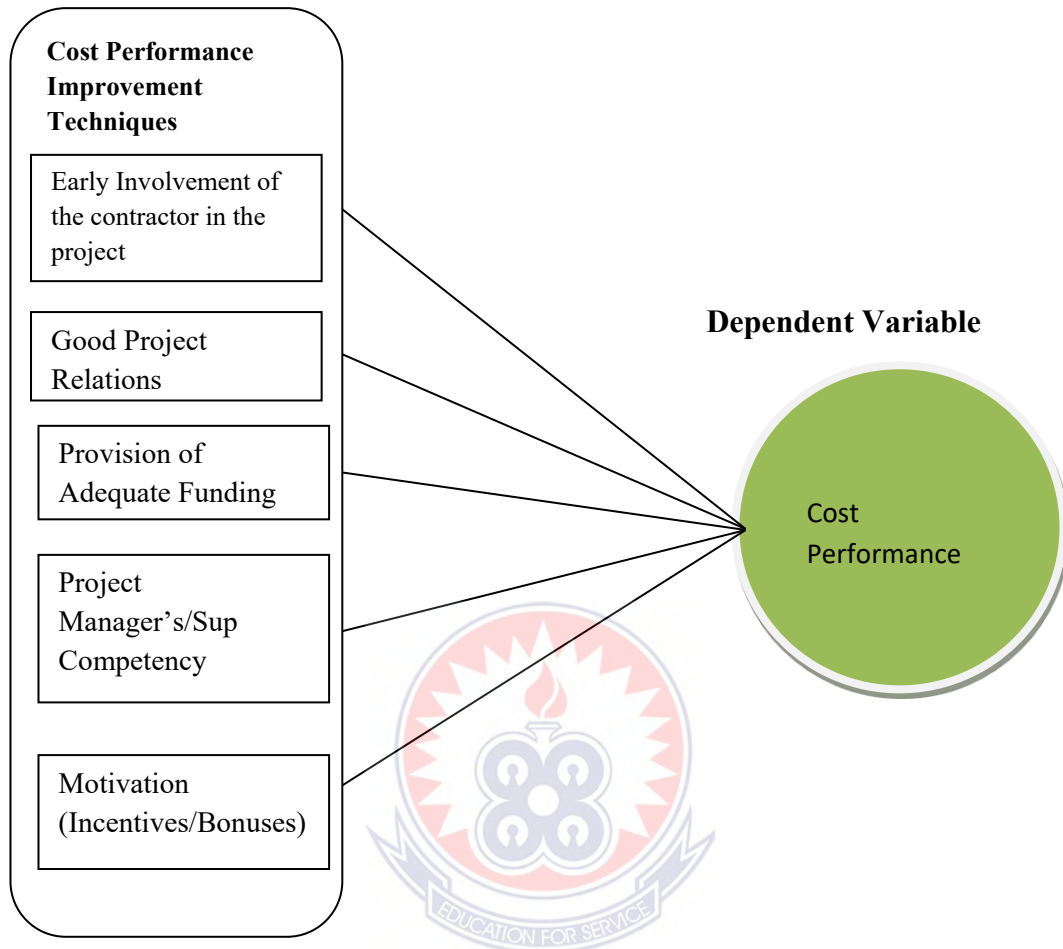 Cost Performance
Improvement
Techniques
Early Involvement of
the contractor in the
project
Good Project
Relations
Provision of
Adequate Funding
Project
Manager’s/Sup
Competency
Motivation
(Incentives/Bonuses)
Dependent Variable
Cost
Performance
EDUCATION FOR SERVICE